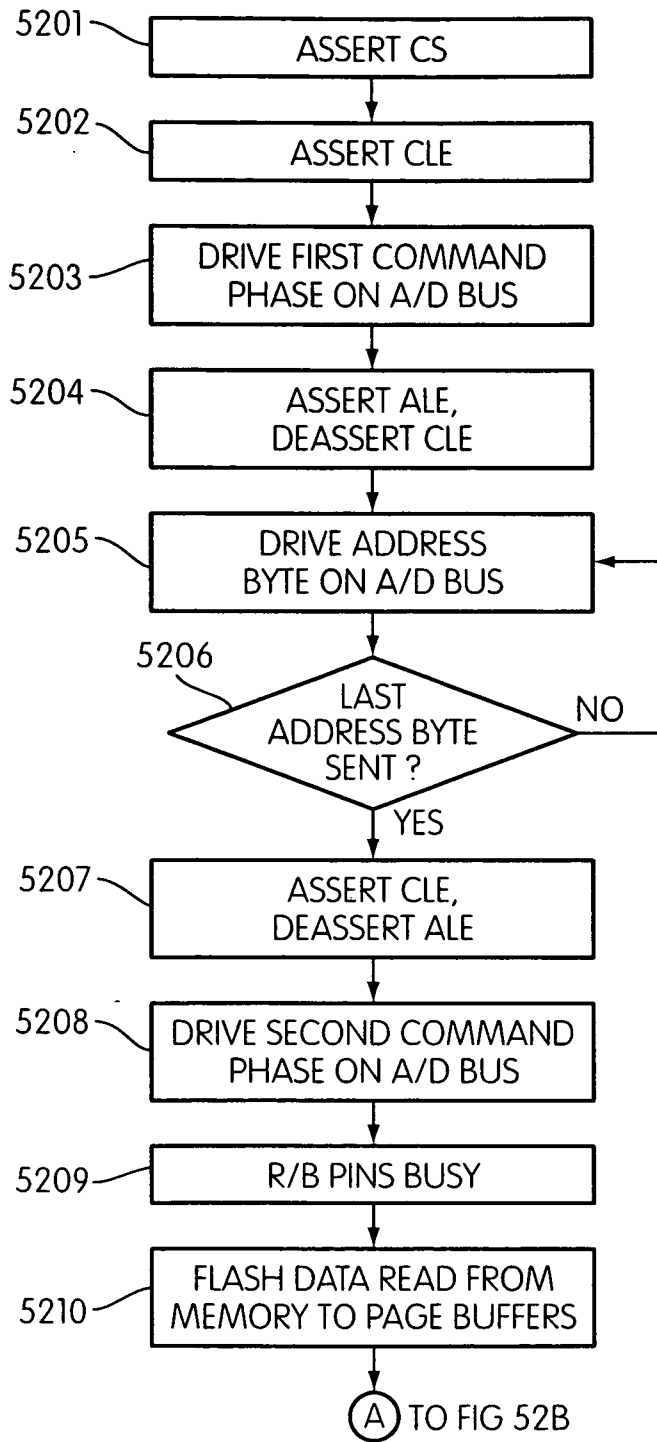 5201
ASSERT CS
5202
ASSERT CLE
5203
DRIVE FIRST COMMAND
PHASE ON A/D BUS
5204
ASSERT ALE,
DEASSERT CLE
5205
DRIVE ADDRESS
BYTE ON A/D BUS
5206
LAST
ADDRESS BYTE
SENT ?
NO
YES
5207
ASSERT CLE,
DEASSERT ALE
5208
DRIVE SECOND COMMAND
PHASE ON A/D BUS
5209
R/B PINS BUSY
5210
FLASH DATA READ FROM
MEMORY TO PAGE BUFFERS
A TO FIG 52B